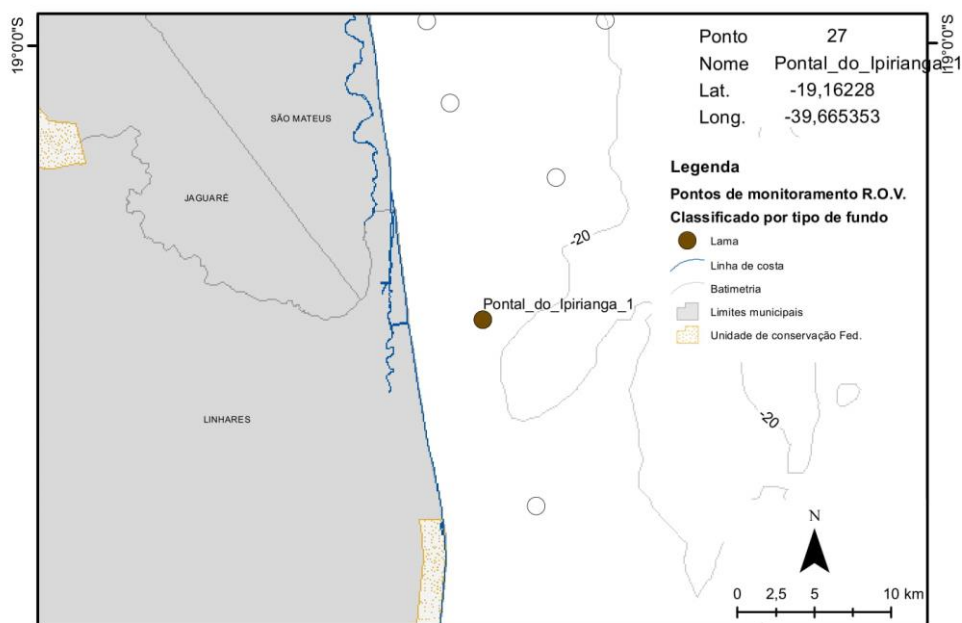 19°0'0"S
19°0'0"S
Ponto 27
Nome Pontal_do_Ipirianga_1
Lat. -19,16228
Long. -39,665353
SÃO MATEUS
JAGUARÉ
LINHARES
-20
Pontal_do_Ipirianga_1
-20
Legenda
Pontos de monitoramento R.O.V.
Classificado por tipo de fundo
Lama
Linha de costa
Batimetria
Limites municipais
Unidade de conservação Fed.
N
0 2,5 5 10 km